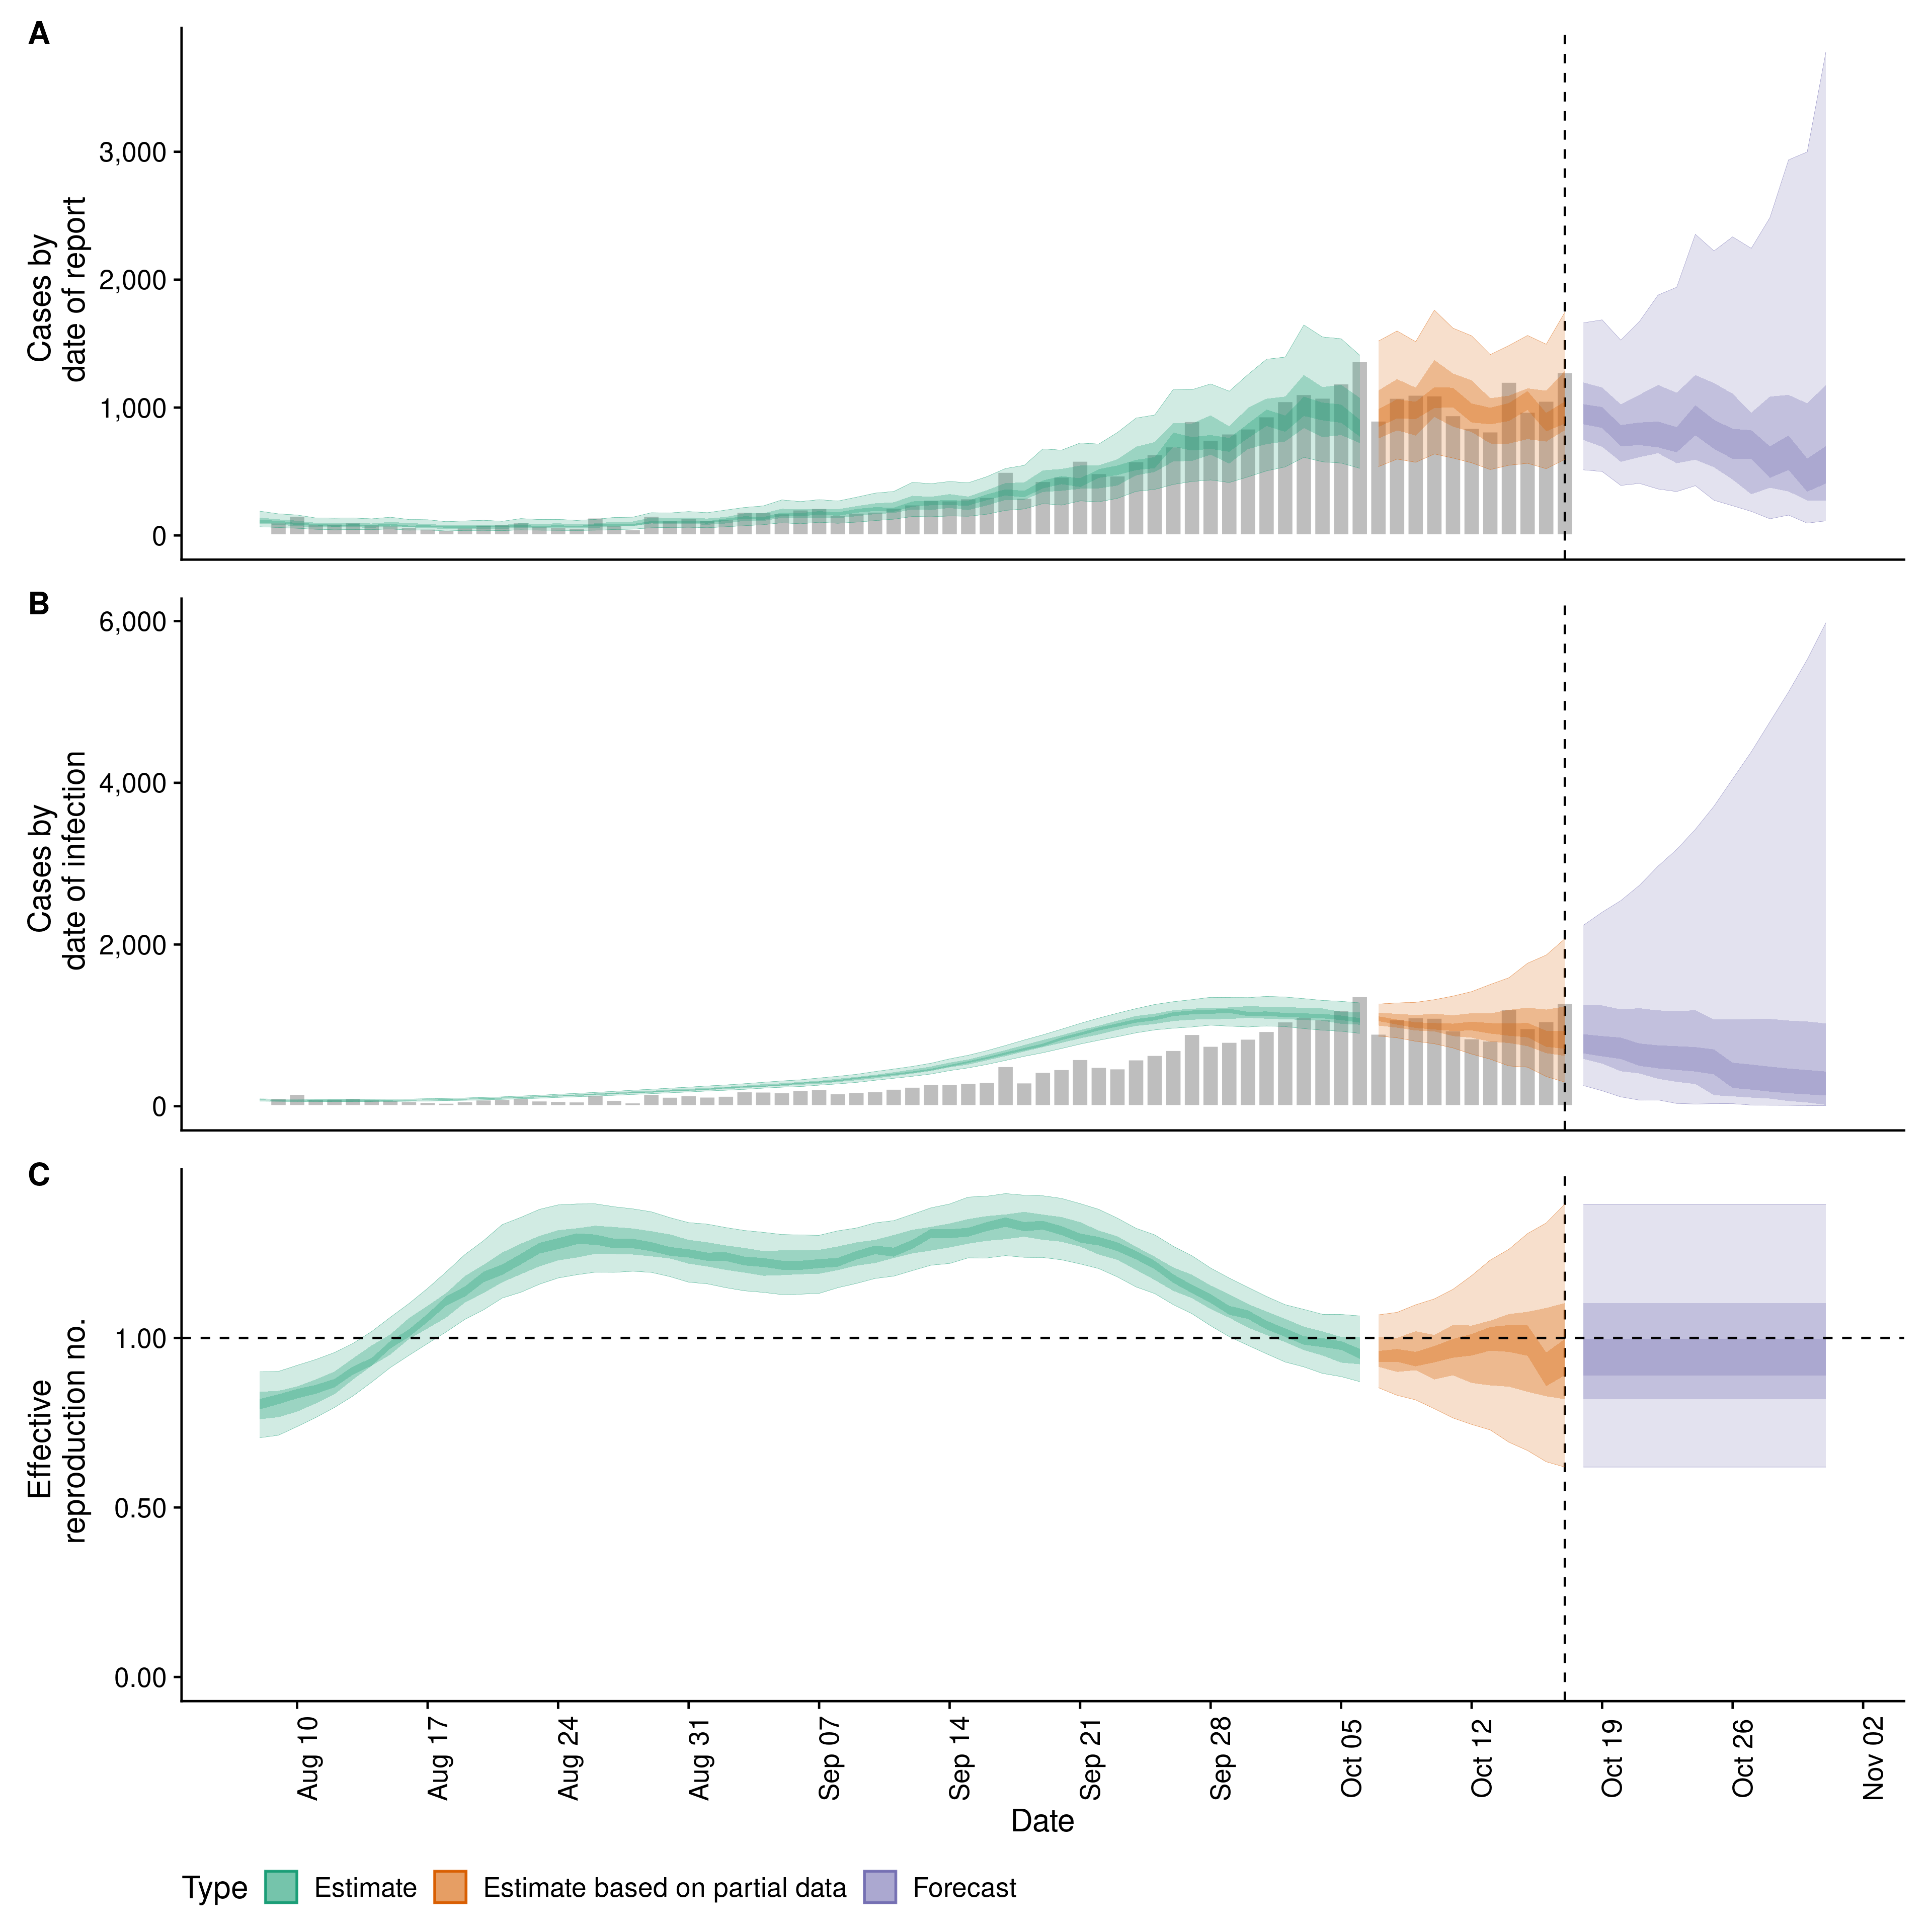 A
Cases by
date of report
3,000
2,000
1,000
0
B
Cases by
date of infection
6,000
4,000
2,000
0
C
Effective
reproduction no.
1.00
0.50
0.00
Aug 10
Aug 17
Aug 24
Aug 31
Sep 07
Sep 14
Sep 21
Sep 28
Oct 05
Oct 12
Oct 19
Oct 26
Nov 02
Date
Type
Estimate
Estimate based on partial data
Forecast